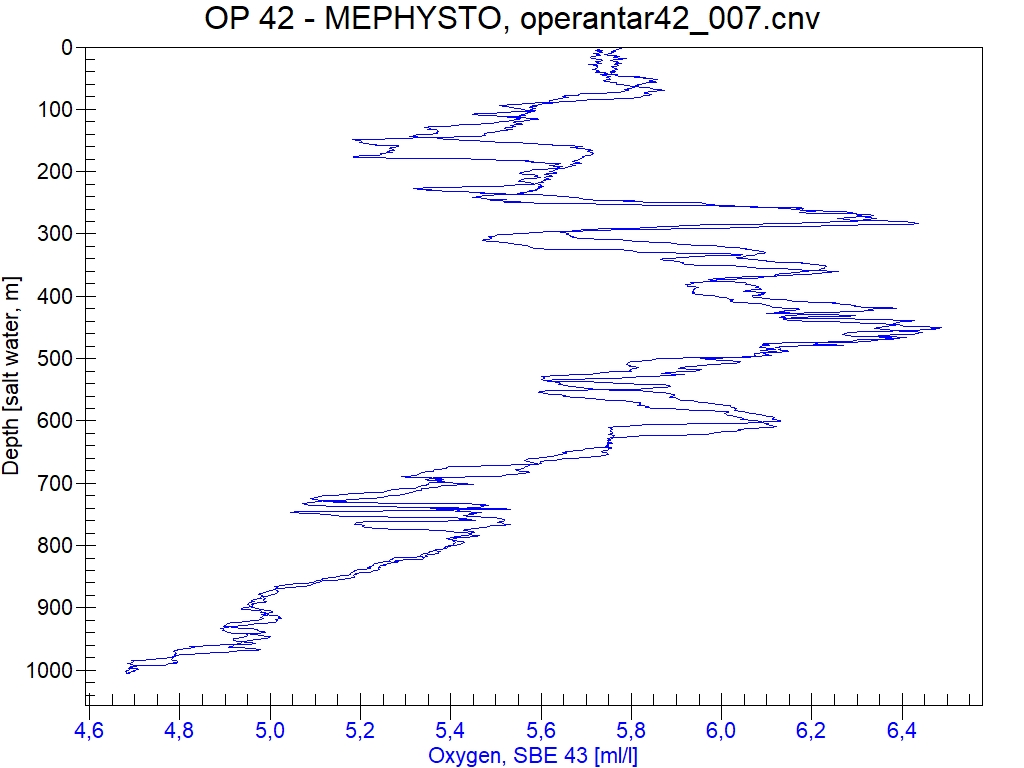 OP 42 - MEPHYSTO, operantar42_007.cnv
0
100
200
300
400
500
600
700
800
900
1000
Depth [salt water, m]
4,6 4,8 5,0 5,2 5,4 5,6 5,8 6,0 6,2 6,4
Oxygen, SBE 43 [ml/l]